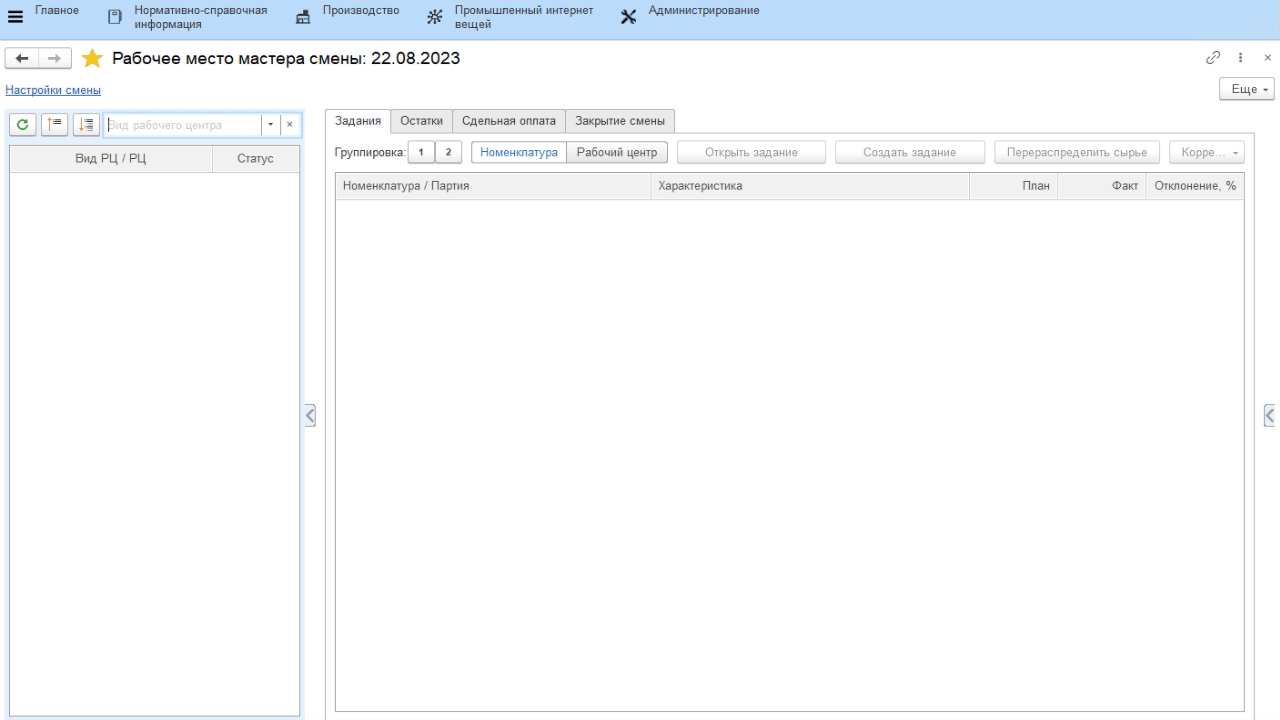 Главное
Нормативно-справочная
информация
Производство
Промышленный интернет
вещей
Администрирование
Рабочее место мастера смены: 22.08.2023
Настройки смены
Еще
Вид рабочего центра
Вид РЦ / РЦ Статус
Задания Остатки Сдельная оплата Закрытие смены
Группировка: 1 2 Номенклатура Рабочий центр Открыть задание Создать задание Перераспределить сырье Корре...
Номенклатура / Партия Характеристика План Факт Отклонение, %